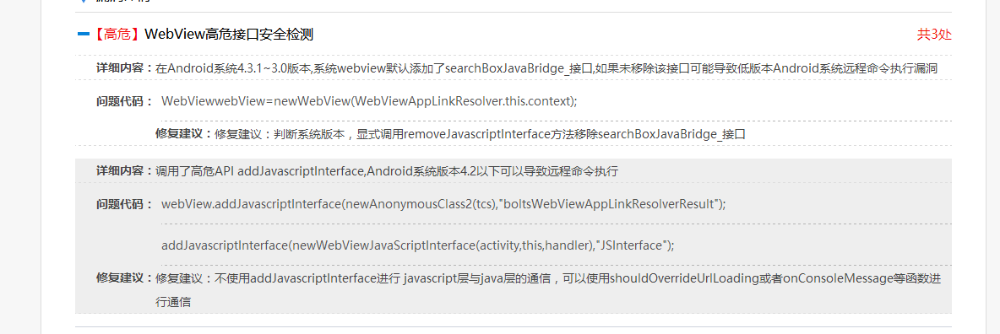 【高危】WebView高危接口安全检测 共3处
详细内容：在Android系统4.3.1~3.0版本,系统webview默认添加了searchBoxJavaBridge_接口,如果未移除该接口可能导致低版本Android系统远程命令执行漏洞
问题代码： WebViewwebView=newWebView(WebViewAppLinkResolver.this.context);
修复建议：修复建议：判断系统版本，显式调用removeJavascriptInterface方法移除searchBoxJavaBridge_接口
详细内容：调用了高危API addJavascriptInterface,Android系统版本4.2以下可以导致远程命令执行
问题代码： webView.addJavascriptInterface(newAnonymousClass2(tcs),"boltsWebViewAppLinkResolverResult");
addJavascriptInterface(newWebViewJavaScriptInterface(activity,this,handler),"JSInterface");
修复建议：修复建议：不使用addJavascriptInterface进行 javascript层与java层的通信，可以使用shouldOverrideUrlLoading或者onConsoleMessage等函数进
行通信